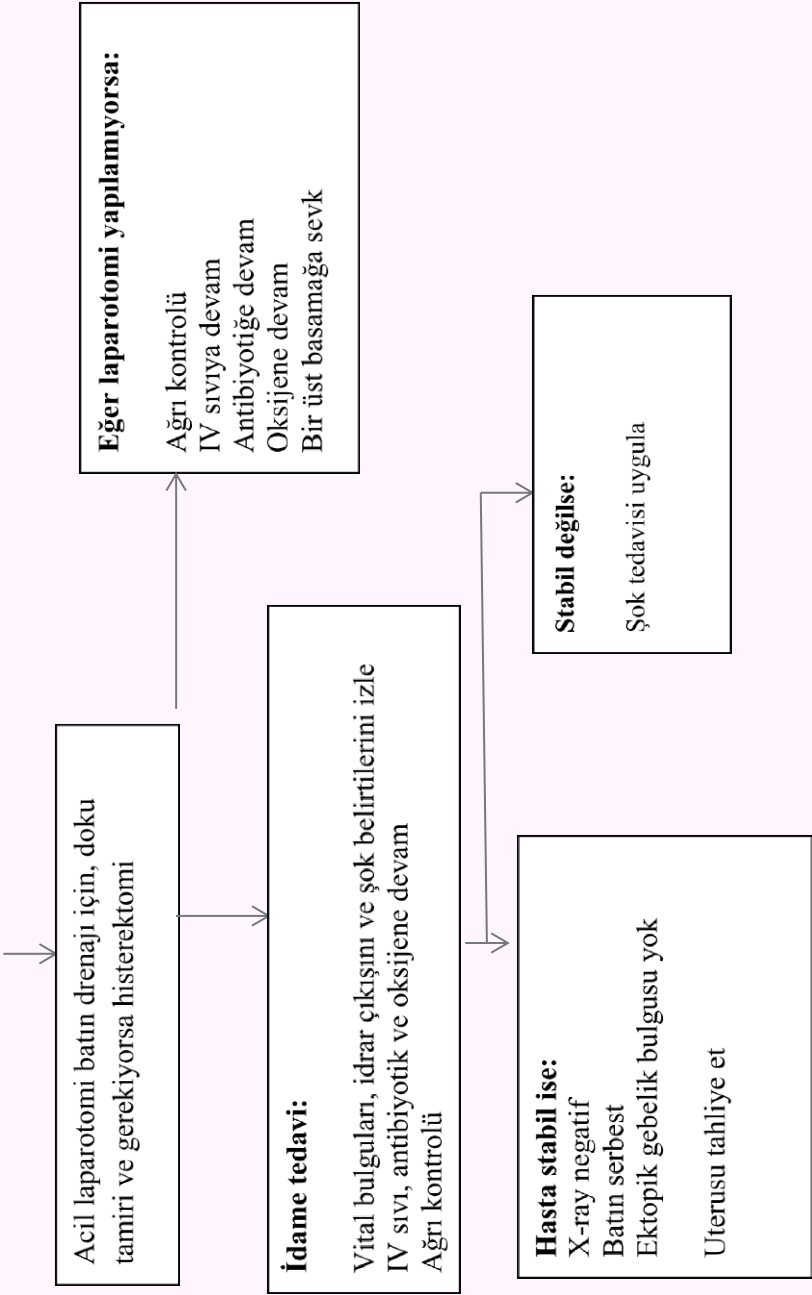 Acil laparotomi batın drenajı için, doku
tamiri ve gerekiyorsa histerektomi
Eğer laparotomi yapılamıyorsa:
Ağrı kontrolü
IV sıvıya devam
Antibiyotiğe devam
Oksijene devam
Bir üst basamağa sevk
İdame tedavi:
Vital bulguları, idrar çıkışını ve şok belirtilerini izle
IV sıvı, antibiyotik ve oksijene devam
Ağrı kontrolü
Hasta stabil ise:
X-ray negatif
Batın serbest
Ektopik gebelik bulgusu yok
Uterusu tahliye et
Stabil değilse:
Şok tedavisi uygula